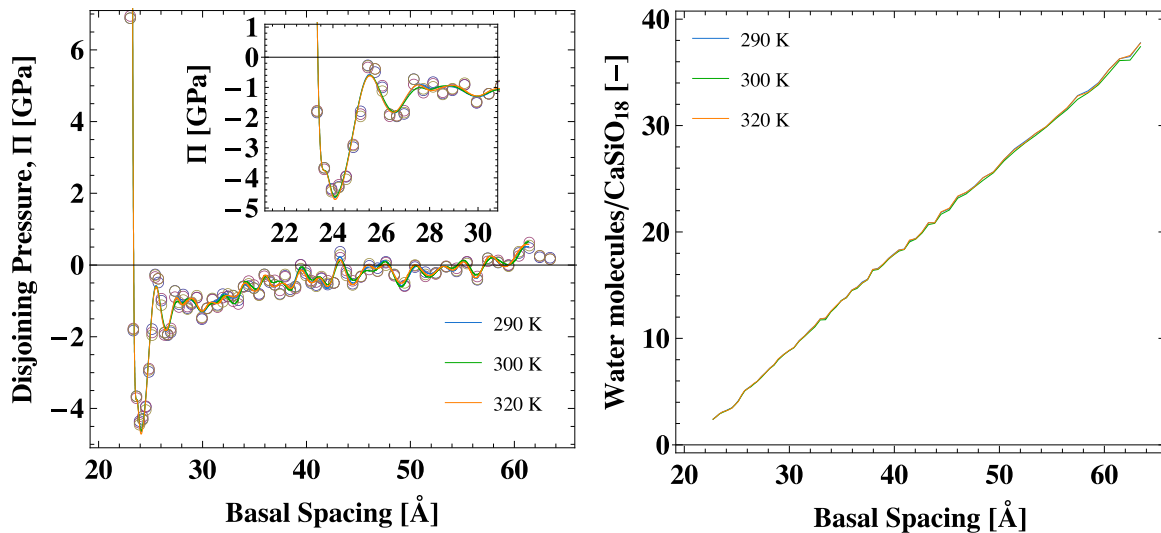 Disjoining Pressure, Π [GPa]
6
4
2
0
−2
−4
20 30 40 50 60
Basal Spacing [Å]
290 K
300 K
320 K
Π [GPa]
1
0
−1
−2
−3
−4
−5
22 24 26 28 30
Water molecules/CaSiO₁₈ [−]
40
30
20
10
0
20 30 40 50 60
Basal Spacing [Å]
290 K
300 K
320 K